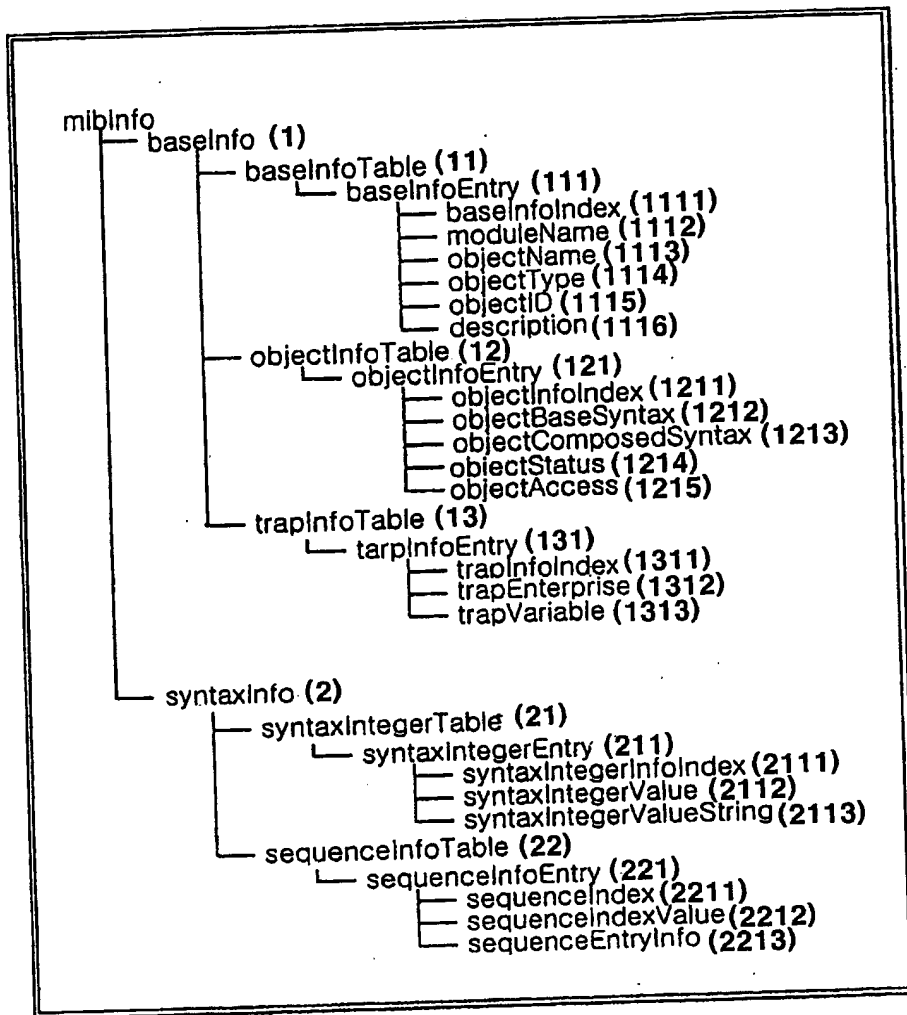 mibInfo
baseInfo (1)
baseInfoTable (11)
baseInfoEntry (111)
baseInfoIndex (1111)
moduleName (1112)
objectName (1113)
objectType (1114)
objectID (1115)
description (1116)
objectInfoTable (12)
objectInfoEntry (121)
objectInfoIndex (1211)
objectBaseSyntax (1212)
objectComposedSyntax (1213)
objectStatus (1214)
objectAccess (1215)
trapInfoTable (13)
tarpInfoEntry (131)
trapInfoIndex (1311)
trapEnterprise (1312)
trapVariable (1313)
syntaxInfo (2)
syntaxIntegerTable (21)
syntaxIntegerEntry (211)
syntaxIntegerInfoIndex (2111)
syntaxIntegerValue (2112)
syntaxIntegerValueString (2113)
sequenceInfoTable (22)
sequenceInfoEntry (221)
sequenceIndex (2211)
sequenceIndexValue (2212)
sequenceEntryInfo (2213)